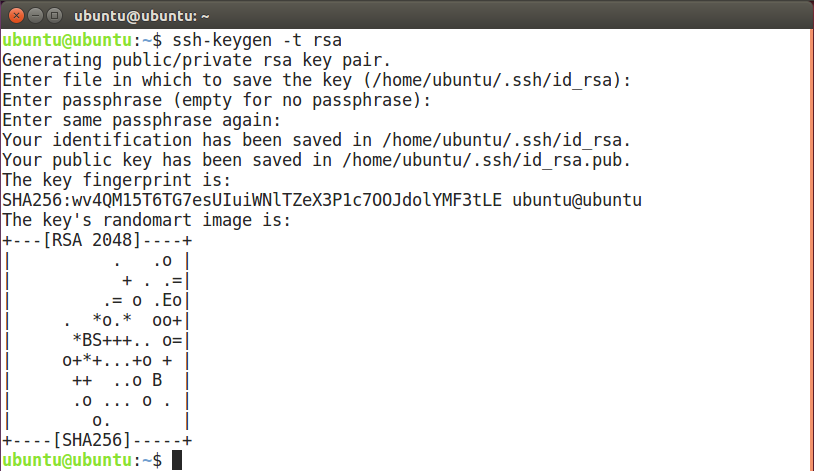 ubuntu@ubuntu: ~
ubuntu@ubuntu:~$ ssh-keygen -t rsa
Generating public/private rsa key pair.
Enter file in which to save the key (/home/ubuntu/.ssh/id_rsa):
Enter passphrase (empty for no passphrase):
Enter same passphrase again:
Your identification has been saved in /home/ubuntu/.ssh/id_rsa.
Your public key has been saved in /home/ubuntu/.ssh/id_rsa.pub.
The key fingerprint is:
SHA256:wv4QM15T6TG7esUIuiWNlTZeX3P1c7OOJdolYMF3tLE ubuntu@ubuntu
The key's randomart image is:
+---[RSA 2048]----+
|          .   .o |
|           + . .=|
|         .= o .Eo|
|     .  *o.*  oo+|
|      *BS+++.. o=|
|     o+*+...+o + |
|      ++  ..o B  |
|      .o ... o . |
|        o.       |
+----[SHA256]-----+
ubuntu@ubuntu:~$